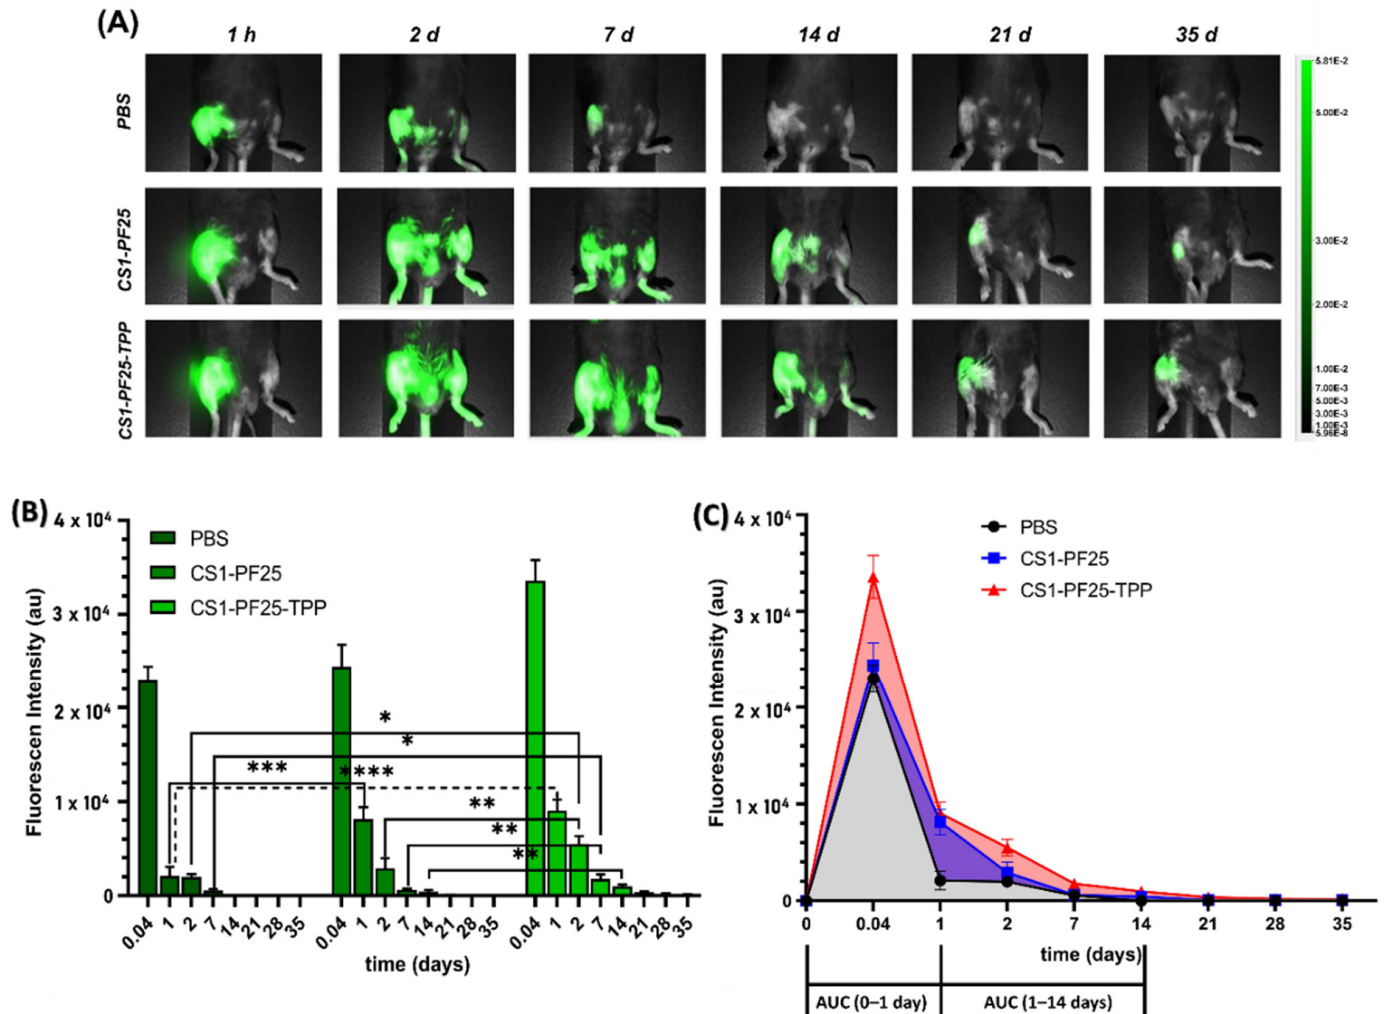 (A)
1 h 2 d 7 d 14 d 21 d 35 d
PBS
CS1-PF25
CS1-PF25-TPP
5.81E-2
5.00E-2
3.00E-2
2.00E-2
1.00E-2
7.00E-3
5.00E-3
3.00E-3
1.00E-3
5.96E-8
(B)
Fluorescen Intensity (au)
4 x 10⁴
3 x 10⁴
2 x 10⁴
1 x 10⁴
0
PBS
CS1-PF25
CS1-PF25-TPP
*
*
*** ****
**
**
**
0.04 1 2 7 14 21 28 35 0.04 1 2 7 14 21 28 35 0.04 1 2 7 14 21 28 35
time (days)
(C)
Fluorescen Intensity (au)
4 x 10⁴
3 x 10⁴
2 x 10⁴
1 x 10⁴
0
PBS
CS1-PF25
CS1-PF25-TPP
0 0.04 1 2 7 14 21 28 35
time (days)
AUC (0–1 day) AUC (1–14 days)